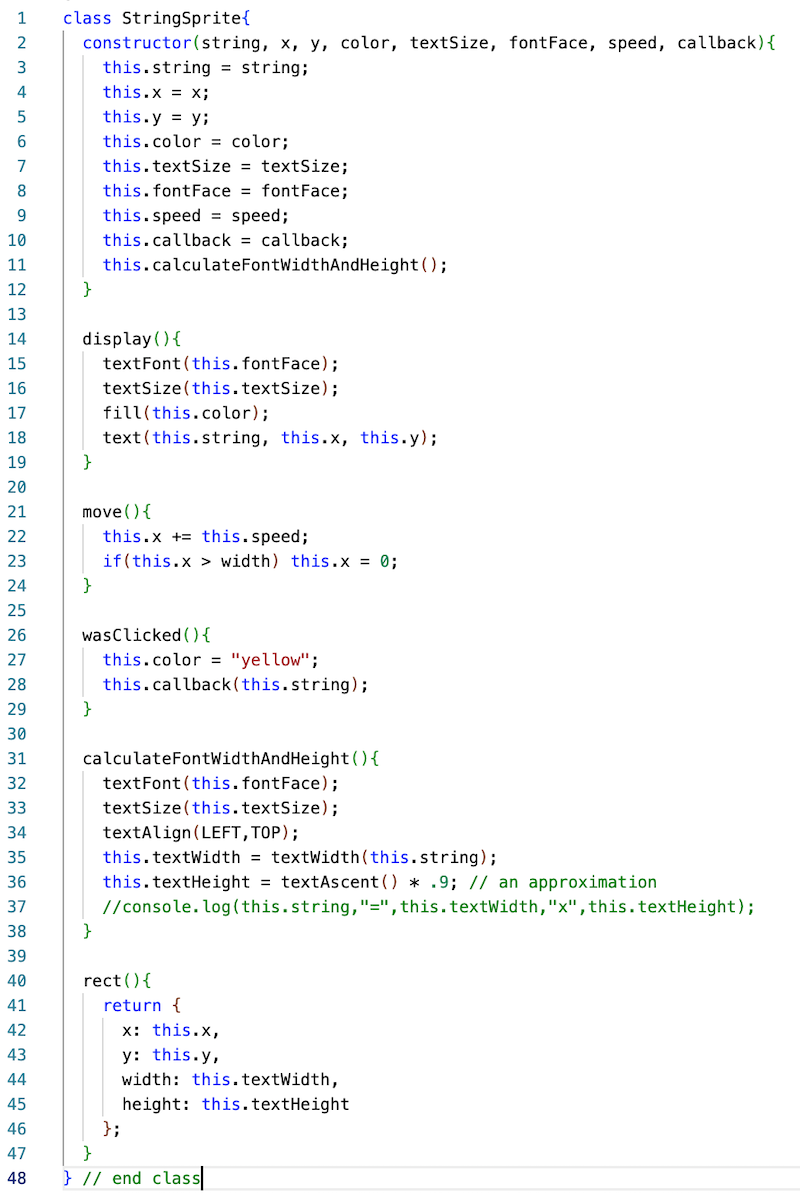 1 class StringSprite{
2   constructor(string, x, y, color, textSize, fontFace, speed, callback){
3     this.string = string;
4     this.x = x;
5     this.y = y;
6     this.color = color;
7     this.textSize = textSize;
8     this.fontFace = fontFace;
9     this.speed = speed;
10     this.callback = callback;
11     this.calculateFontWidthAndHeight();
12   }
13
14   display(){
15     textFont(this.fontFace);
16     textSize(this.textSize);
17     fill(this.color);
18     text(this.string, this.x, this.y);
19   }
20
21   move(){
22     this.x += this.speed;
23     if(this.x > width) this.x = 0;
24   }
25
26   wasClicked(){
27     this.color = "yellow";
28     this.callback(this.string);
29   }
30
31   calculateFontWidthAndHeight(){
32     textFont(this.fontFace);
33     textSize(this.textSize);
34     textAlign(LEFT,TOP);
35     this.textWidth = textWidth(this.string);
36     this.textHeight = textAscent() * .9; // an approximation
37     //console.log(this.string,"=",this.textWidth,"x",this.textHeight);
38   }
39
40   rect(){
41     return {
42       x: this.x,
43       y: this.y,
44       width: this.textWidth,
45       height: this.textHeight
46     };
47   }
48 } // end class